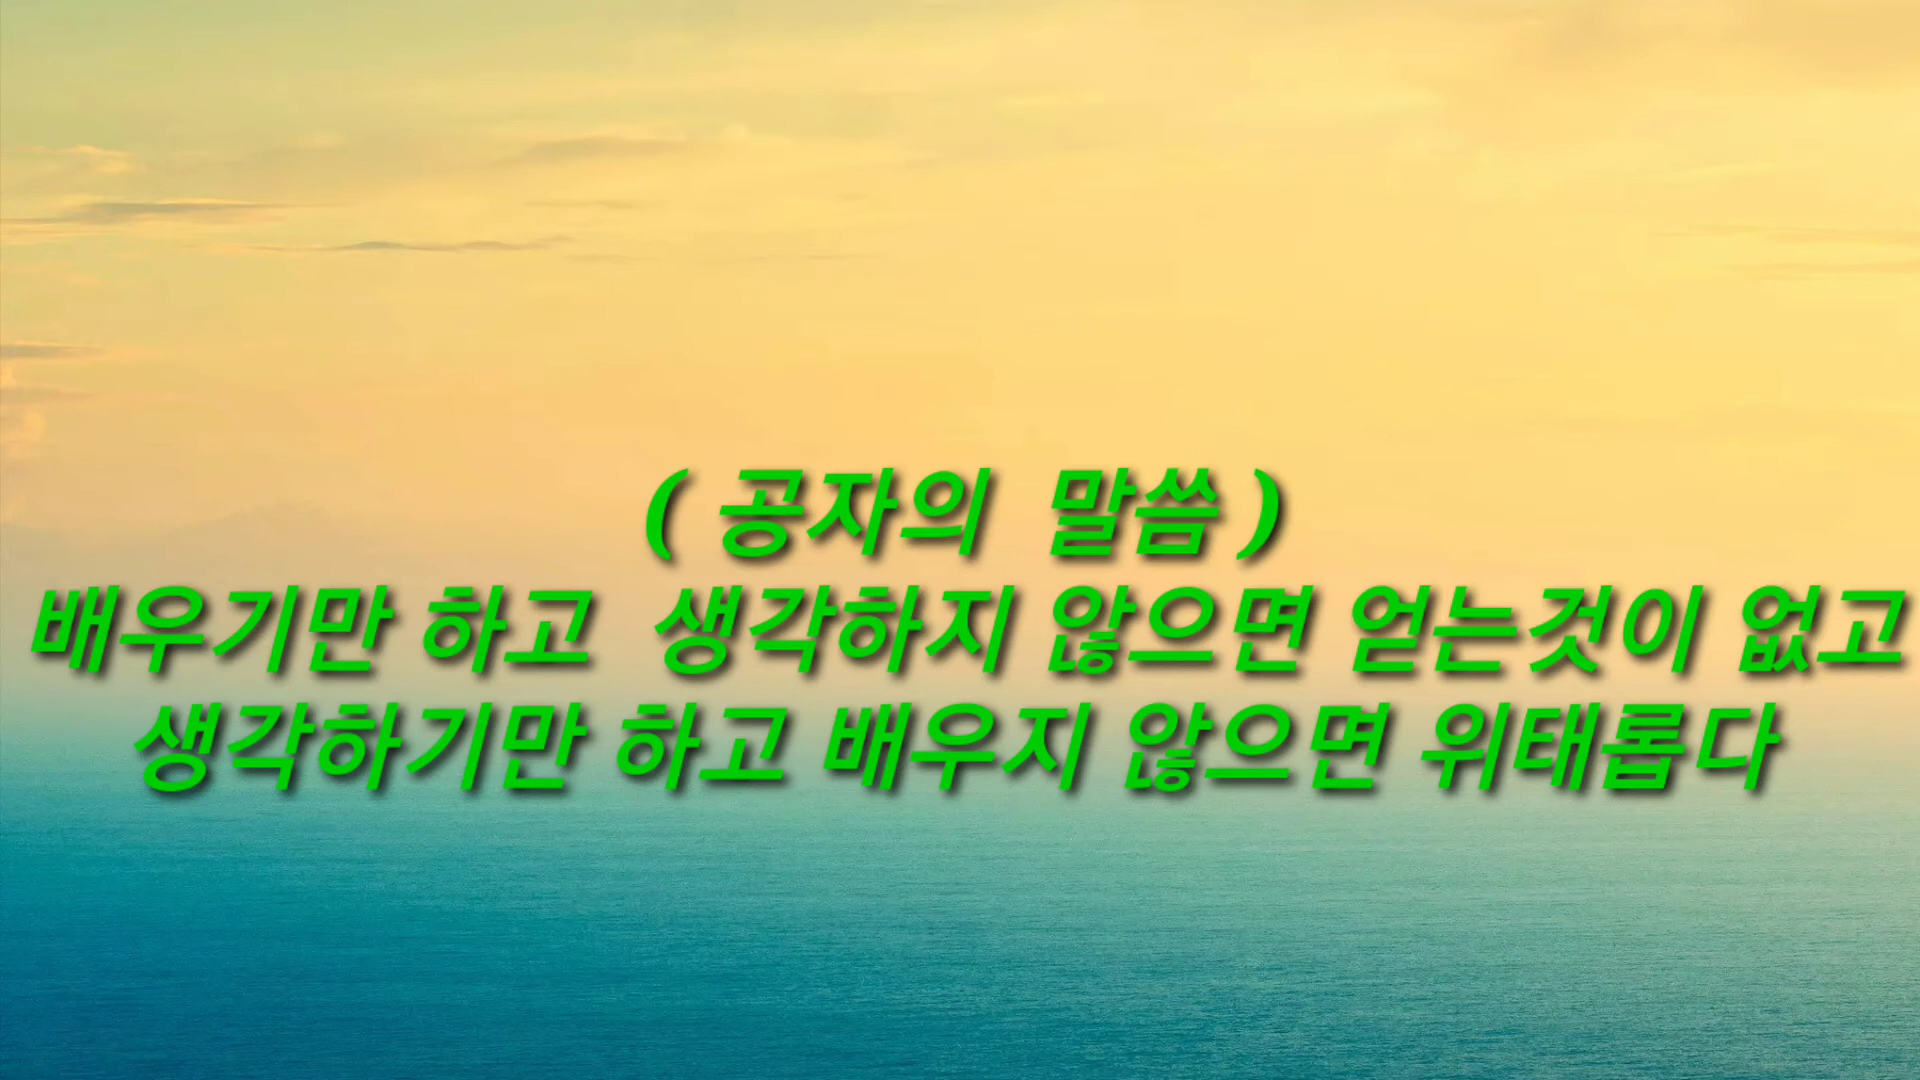 ( 공자의 말씀 )
배우기만 하고 생각하지 않으면 얻는것이 없고
생각하기만 하고 배우지 않으면 위태롭다